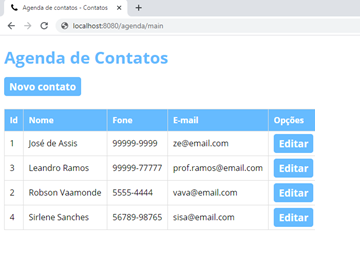 Agenda de contatos - Contatos
localhost:8080/agenda/main
Agenda de Contatos
Novo contato
Id Nome Fone E-mail Opções
1 José de Assis 99999-9999 ze@email.com Editar
3 Leandro Ramos 99999-77777 prof.ramos@email.com Editar
2 Robson Vaamonde 5555-4444 vava@email.com Editar
4 Sirlene Sanches 56789-98765 sisa@email.com Editar